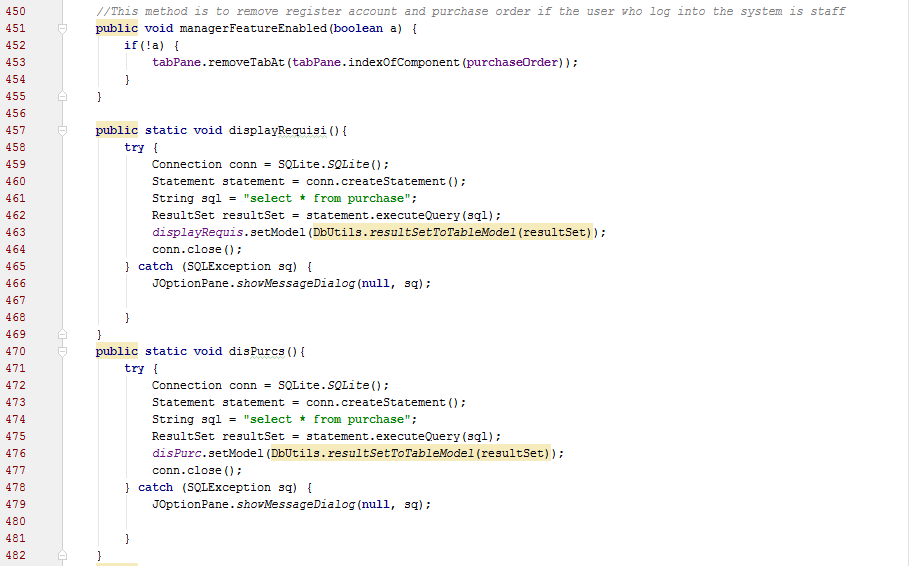 450 //This method is to remove register account and purchase order if the user who log into the system is staff
451 public void managerFeatureEnabled(boolean a) {
452 if(!a) {
453 tabPane.removeTabAt(tabPane.indexOfComponent(purchaseOrder));
454 }
455 }
456
457 public static void displayRequisi(){
458 try {
459 Connection conn = SQLite.SQLite();
460 Statement statement = conn.createStatement();
461 String sql = "select * from purchase";
462 ResultSet resultSet = statement.executeQuery(sql);
463 displayRequis.setModel(DbUtils.resultSetToTableModel(resultSet));
464 conn.close();
465 } catch (SQLException sq) {
466 JOptionPane.showMessageDialog(null, sq);
467
468 }
469 }
470 public static void disPurcs(){
471 try {
472 Connection conn = SQLite.SQLite();
473 Statement statement = conn.createStatement();
474 String sql = "select * from purchase";
475 ResultSet resultSet = statement.executeQuery(sql);
476 disPurc.setModel(DbUtils.resultSetToTableModel(resultSet));
477 conn.close();
478 } catch (SQLException sq) {
479 JOptionPane.showMessageDialog(null, sq);
480
481 }
482 }